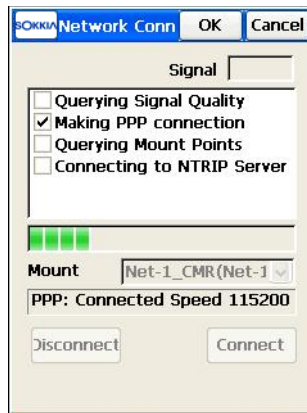 SOKKIA Network Conn OK Cancel
Signal
Querying Signal Quality
Making PPP connection
Querying Mount Points
Connecting to NTRIP Server
Mount Net-1_CMR(Net-1
PPP: Connected Speed 115200
Disconnect Connect